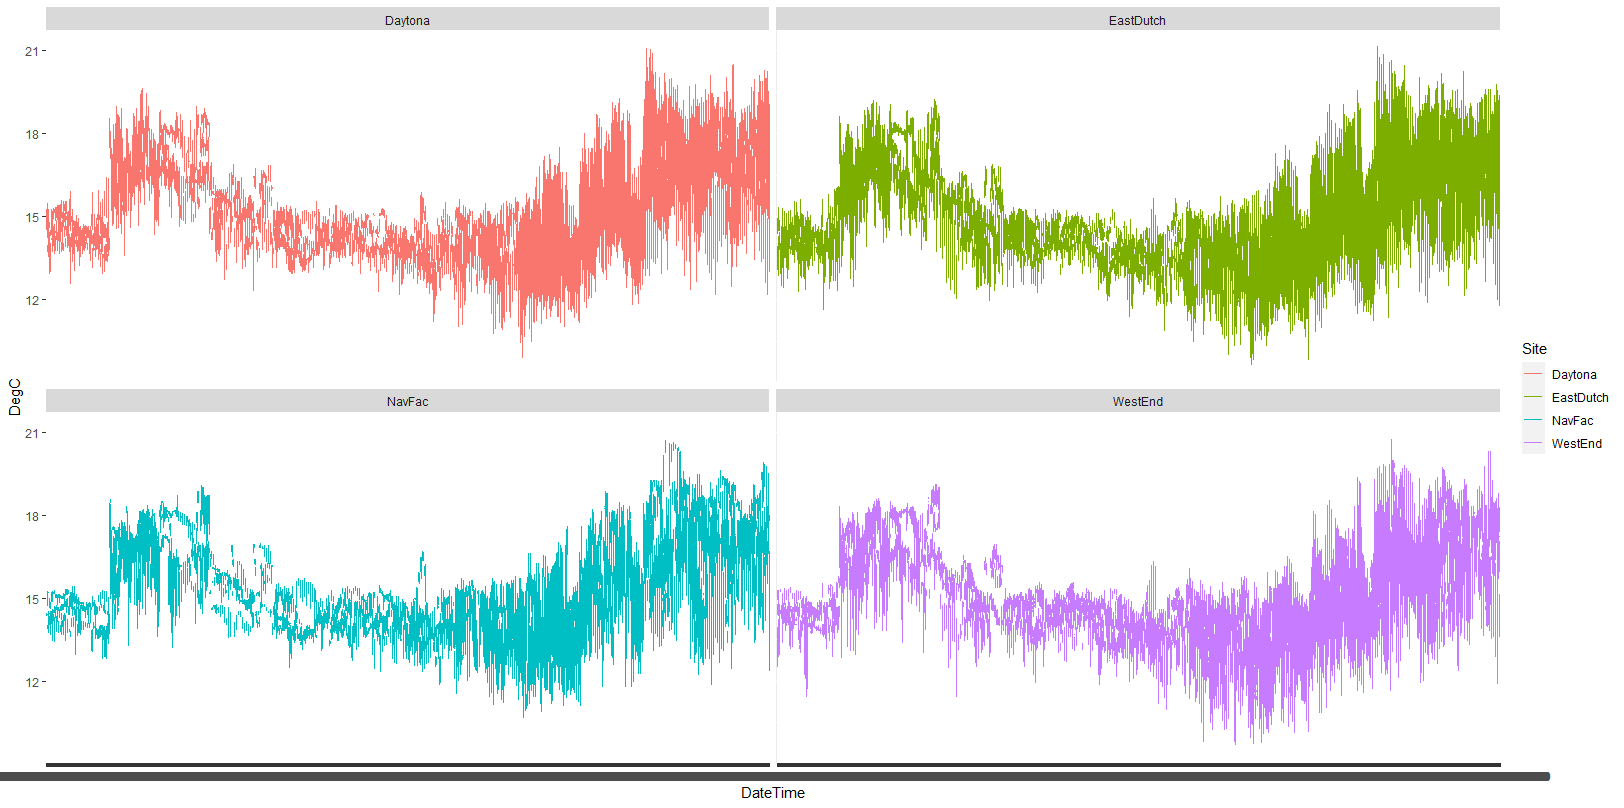 Daytona
EastDutch
21
18
15
12
DegC
NavFac
WestEnd
21
18
15
12
DateTime
Site
Daytona
EastDutch
NavFac
WestEnd